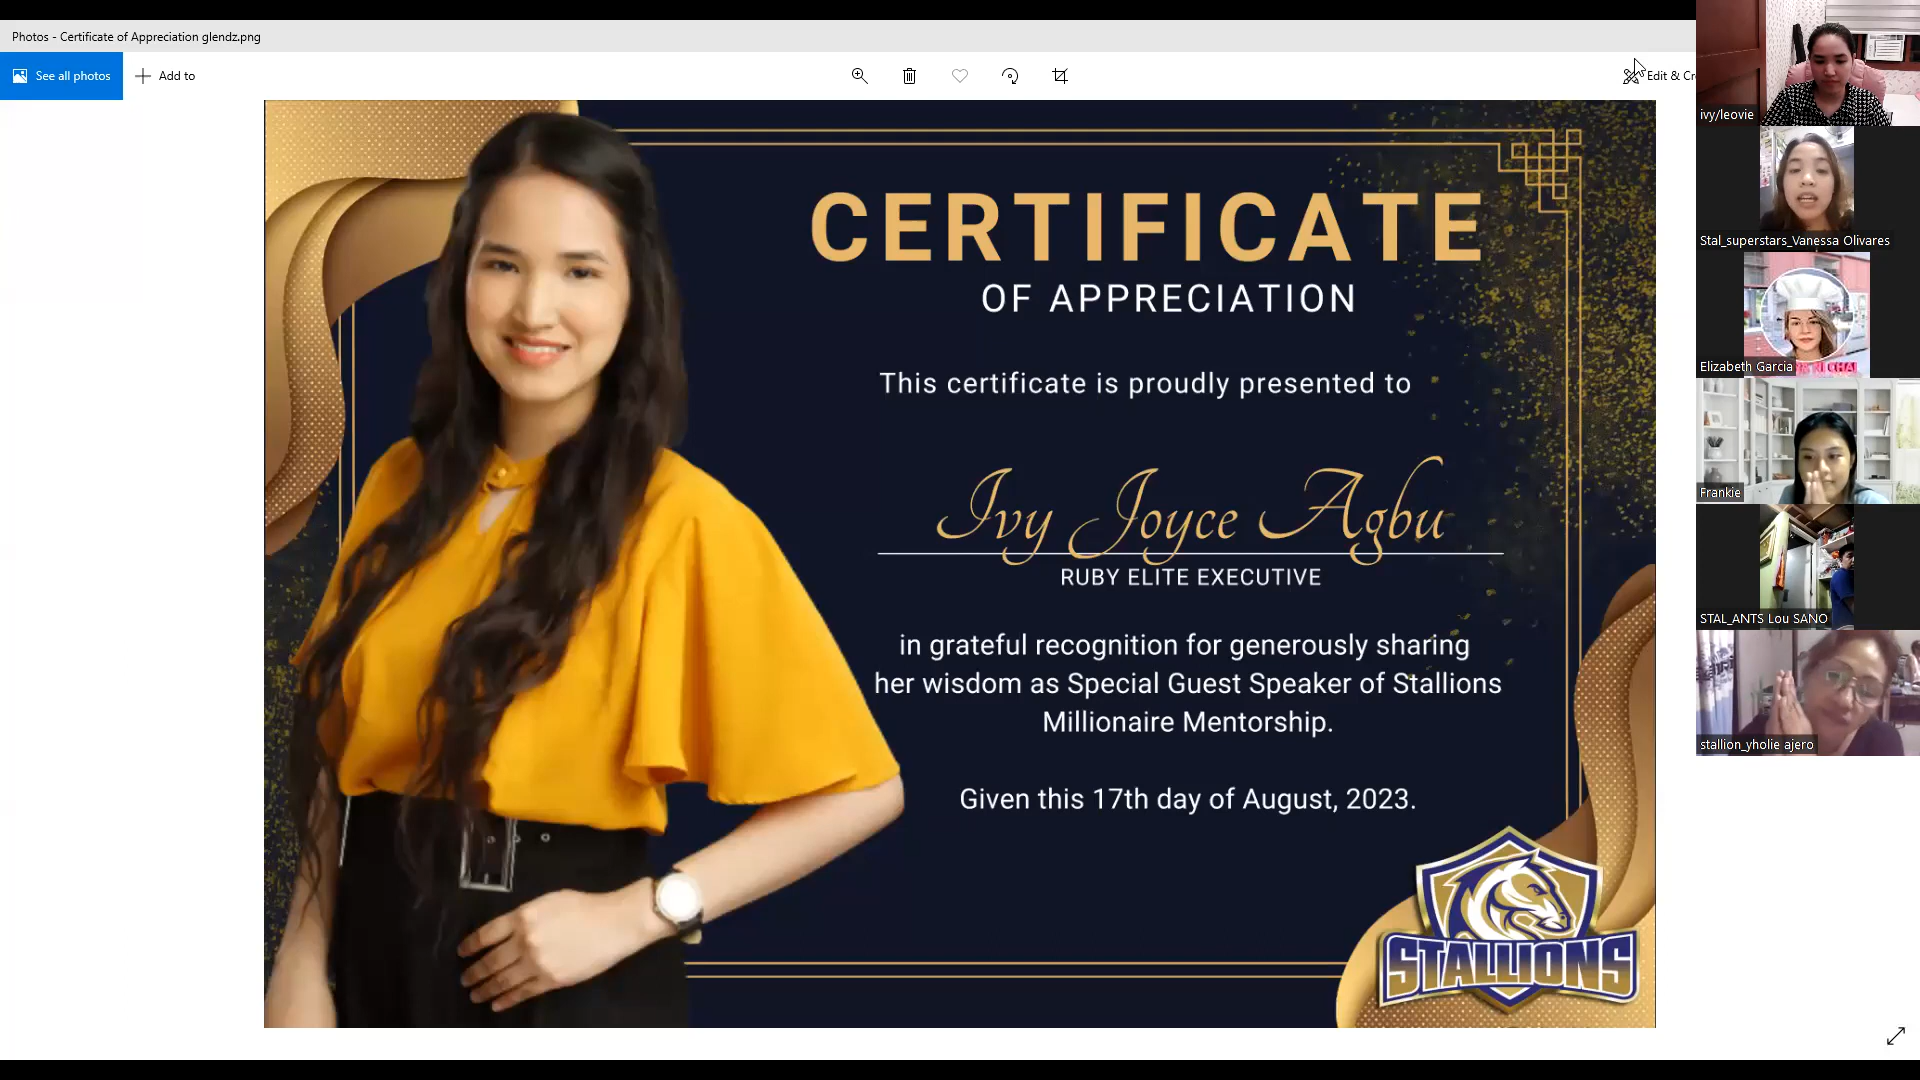 Photos - Certificate of Appreciation glendz.png
See all photos
Add to
Edit & Cr
CERTIFICATE
OF APPRECIATION
This certificate is proudly presented to
Ivy Joyce Agbu
RUBY ELITE EXECUTIVE
in grateful recognition for generously sharing
her wisdom as Special Guest Speaker of Stallions
Millionaire Mentorship.
Given this 17th day of August, 2023.
STALLIONS
ivy/leovie
Stal_superstars_Vanessa Olivares
Elizabeth Garcia
Frankie
STAL_ANTS Lou SANO
stallion_yholie ajero